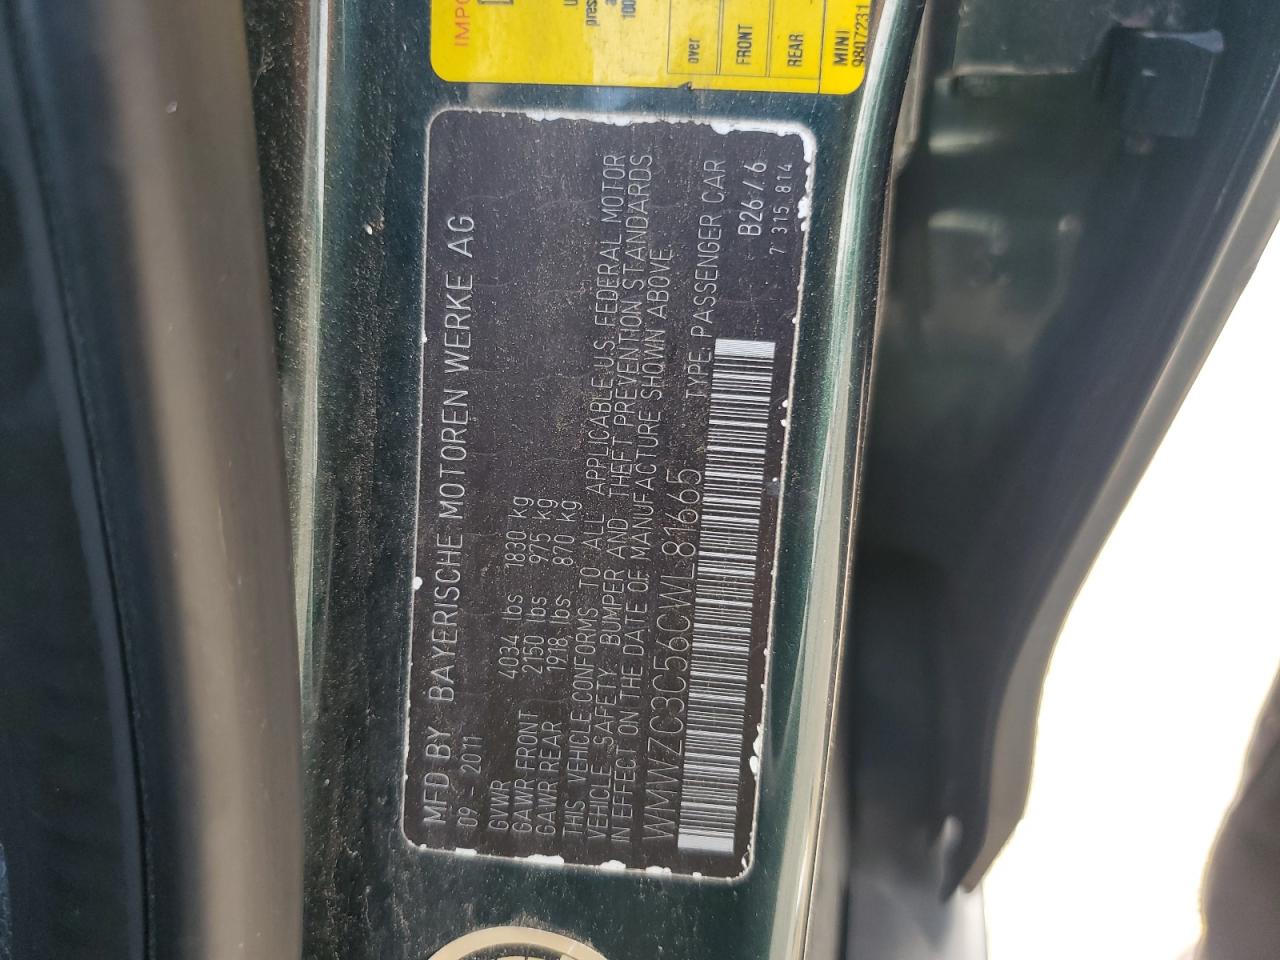 MFD BY BAYERISCHE MOTOREN WERKE AG
09 - 2011
GVWR 4034 lbs 1830 kg
GAWR FRONT 2150 lbs 975 kg
GAWR REAR 1918 lbs 870 kg
THIS VEHICLE CONFORMS TO ALL APPLICABLE U.S. FEDERAL MOTOR
VEHICLE SAFETY, BUMPER AND THEFT PREVENTION STANDARDS
IN EFFECT ON THE DATE OF MANUFACTURE SHOWN ABOVE
WMWZC3C56CWL81665 TYPE: PASSENGER CAR
B26/6
7 315 814
over
FRONT
REAR
MINI
9807231